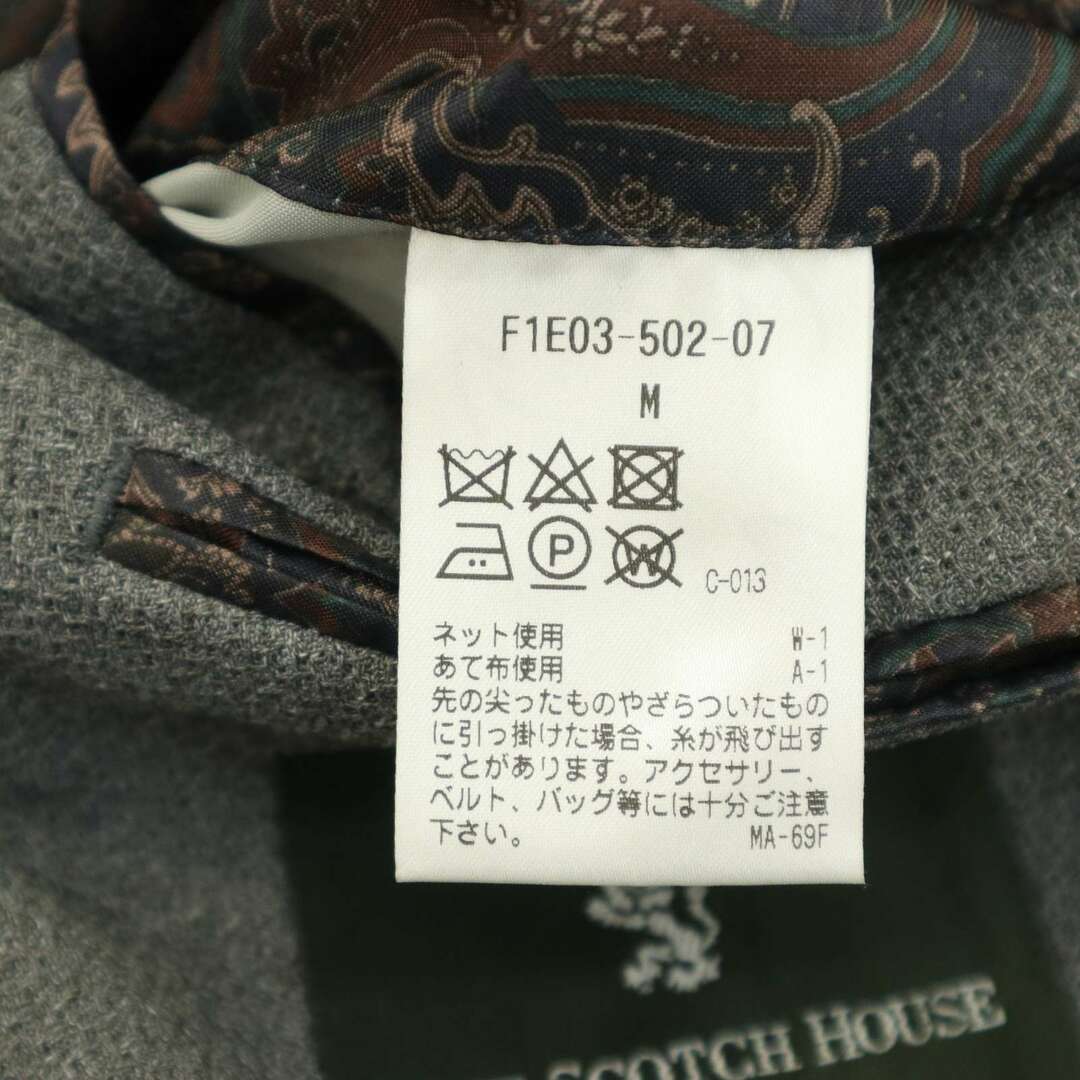 F1E03-502-07
M
P
W
C-013
ネット使用 W-1
あて布使用 A-1
先の尖ったものやざらついたもの
に引っ掛けた場合、糸が飛び出す
ことがあります。アクセサリー、
ベルト、バッグ等には十分ご注意
下さい。 MA-69F
SCOTCH HOUSE